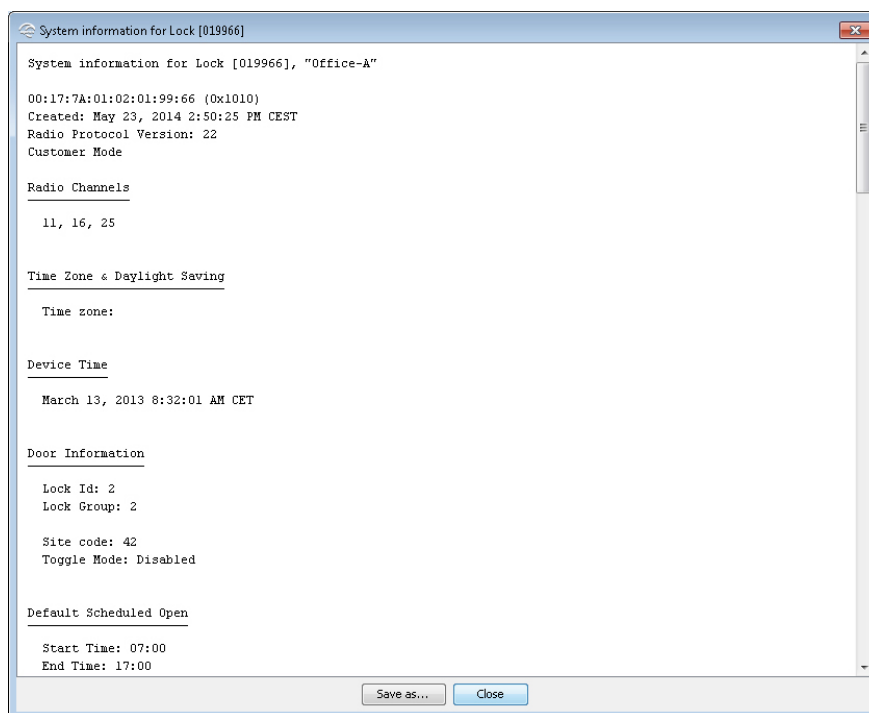 System information for Lock [019966]
System information for Lock [019966], "Office-A"
00:17:7A:01:02:01:99:66 (0x1010)
Created: May 23, 2014 2:50:25 PM CEST
Radio Protocol Version: 22
Customer Mode
Radio Channels
11, 16, 25
Time Zone & Daylight Saving
Time zone:
Device Time
March 13, 2013 8:32:01 AM CET
Door Information
Lock Id: 2
Lock Group: 2
Site code: 42
Toggle Mode: Disabled
Default Scheduled Open
Start Time: 07:00
End Time: 17:00
Save as... Close